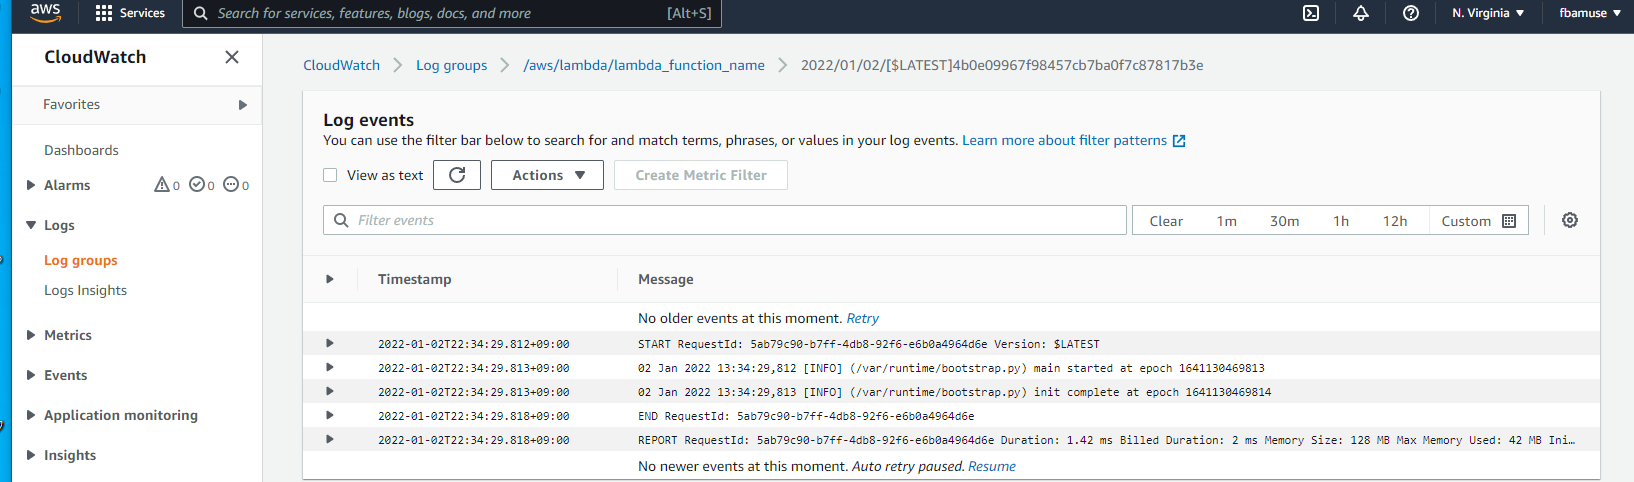 aws Services Search for services, features, blogs, docs, and more [Alt+S] N. Virginia fbamuse
CloudWatch
Favorites
Dashboards
Alarms 0 0 0
Logs
Log groups
Logs Insights
Metrics
Events
Application monitoring
Insights
CloudWatch Log groups /aws/lambda/lambda_function_name 2022/01/02/[$LATEST]4b0e09967f98457cb7ba0f7c87817b3e
Log events
You can use the filter bar below to search for and match terms, phrases, or values in your log events. Learn more about filter patterns
View as text Actions Create Metric Filter
Filter events Clear 1m 30m 1h 12h Custom
Timestamp Message
No older events at this moment. Retry
2022-01-02T22:34:29.812+09:00 START RequestId: 5ab79c90-b7ff-4db8-92f6-e6b0a4964d6e Version: $LATEST
2022-01-02T22:34:29.813+09:00 02 Jan 2022 13:34:29,812 [INFO] (/var/runtime/bootstrap.py) main started at epoch 1641130469813
2022-01-02T22:34:29.813+09:00 02 Jan 2022 13:34:29,813 [INFO] (/var/runtime/bootstrap.py) init complete at epoch 1641130469814
2022-01-02T22:34:29.818+09:00 END RequestId: 5ab79c90-b7ff-4db8-92f6-e6b0a4964d6e
2022-01-02T22:34:29.818+09:00 REPORT RequestId: 5ab79c90-b7ff-4db8-92f6-e6b0a4964d6e Duration: 1.42 ms Billed Duration: 2 ms Memory Size: 128 MB Max Memory Used: 42 MB Ini…
No newer events at this moment. Auto retry paused. Resume